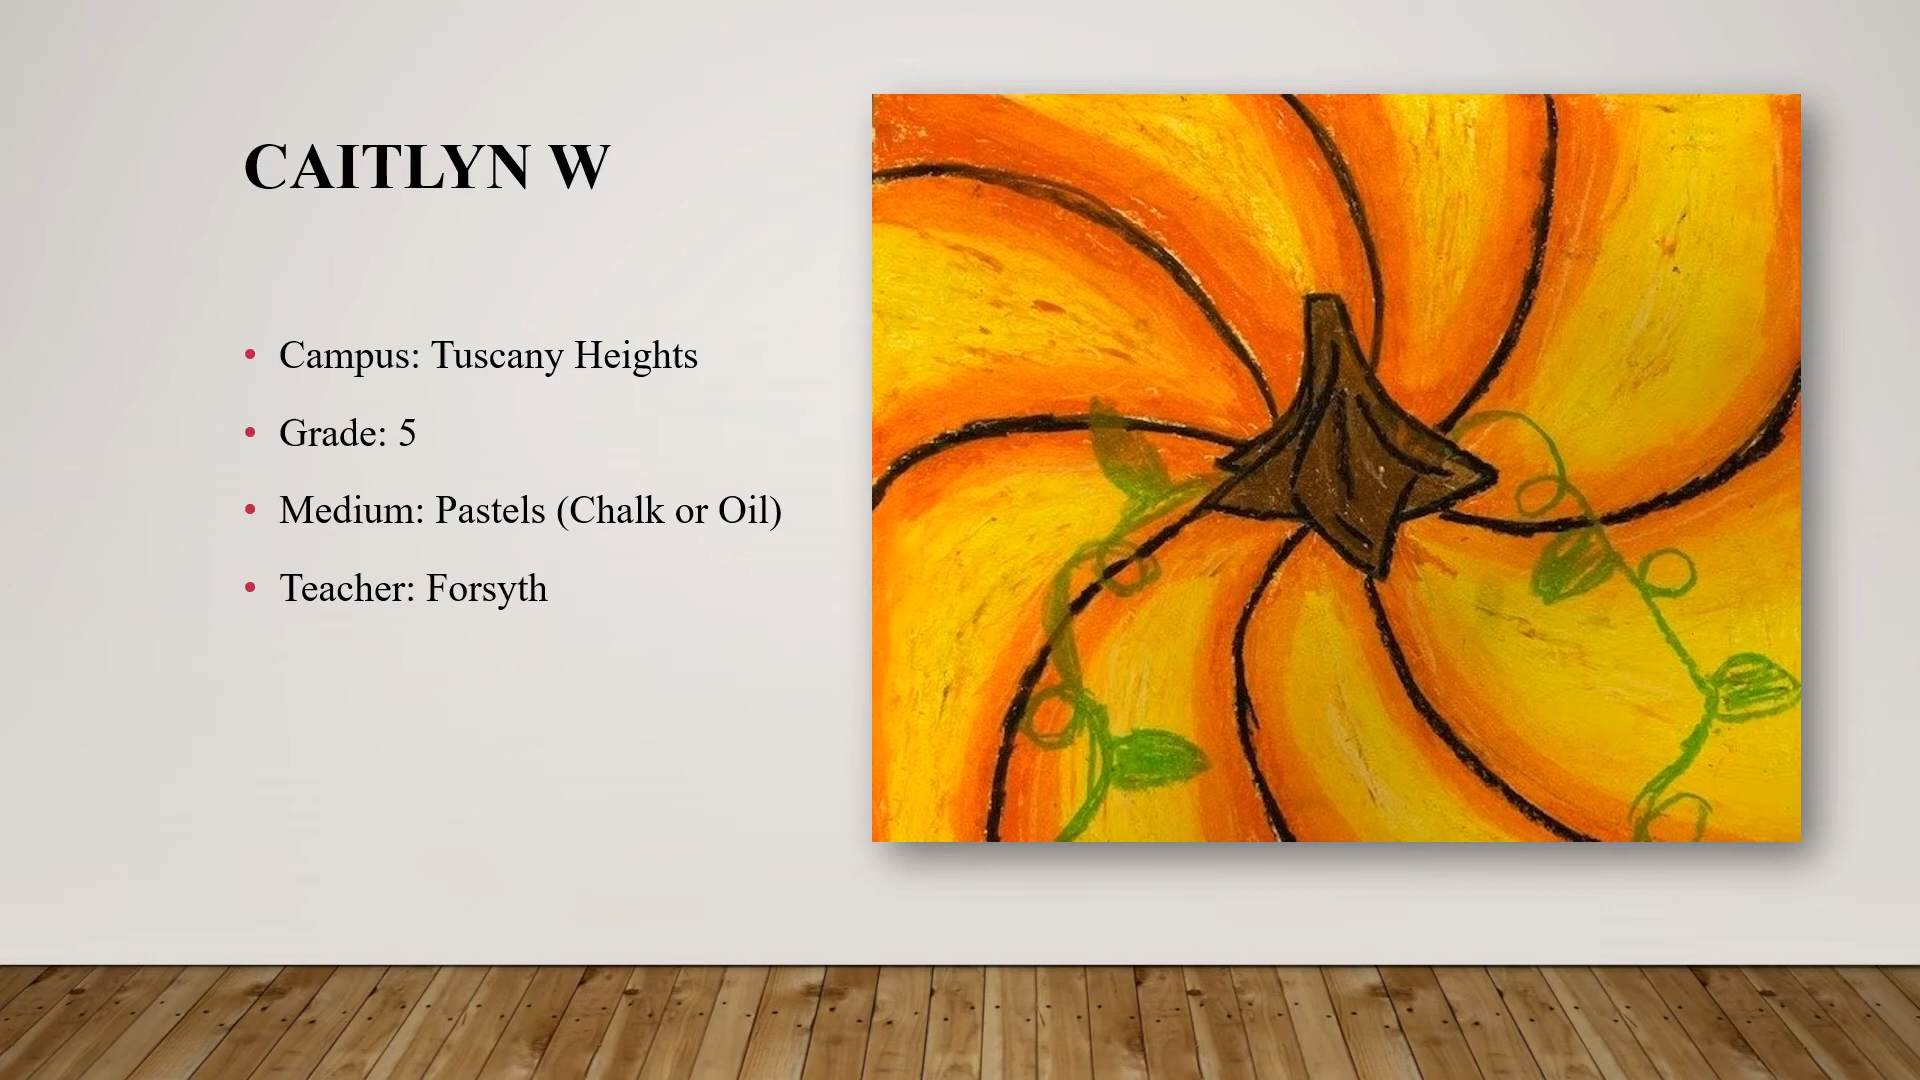 CAITLYN W
Campus: Tuscany Heights
Grade: 5
Medium: Pastels (Chalk or Oil)
Teacher: Forsyth